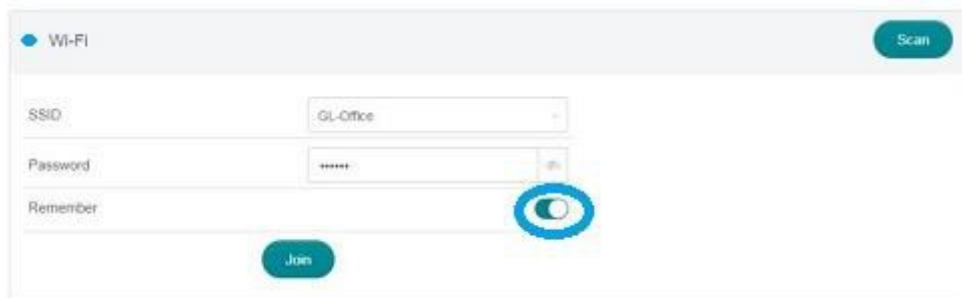 Wi-Fi
Scan
SSID
GL-Office
Password
••••••
Remember
Join